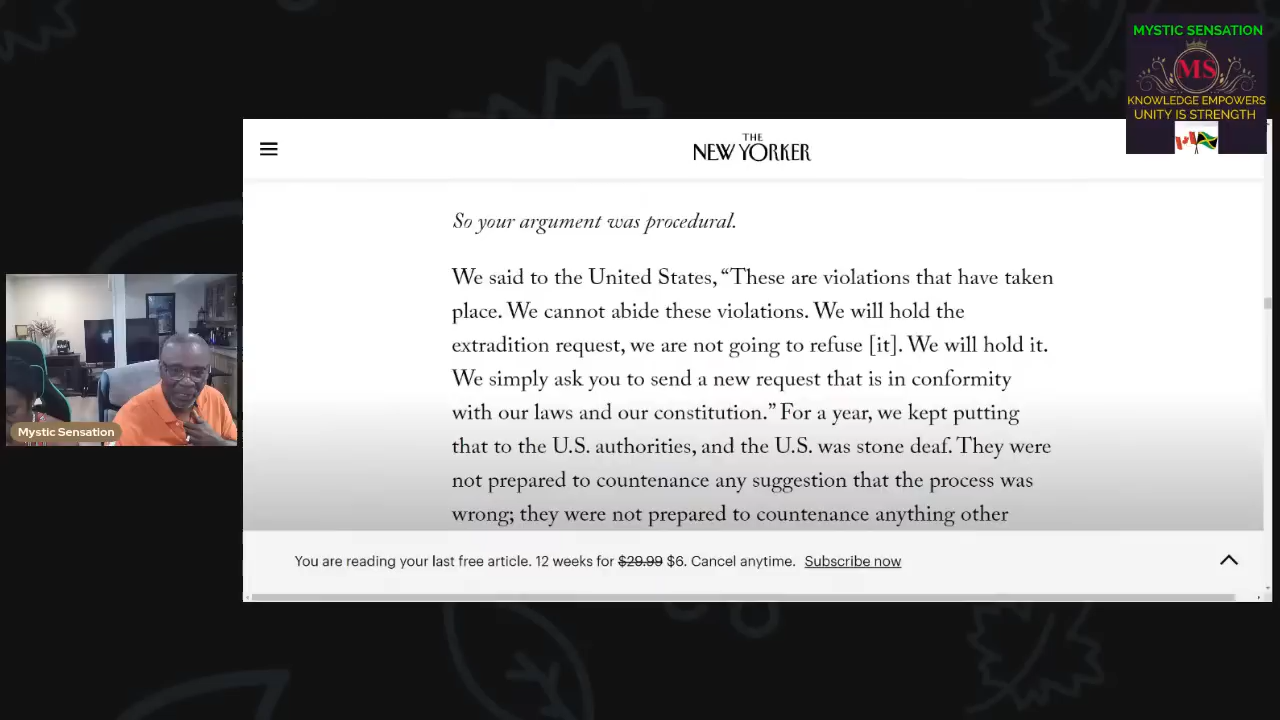 MYSTIC SENSATION
MS
KNOWLEDGE EMPOWERS
UNITY IS STRENGTH
THE
NEW YORKER
So your argument was procedural.
We said to the United States, “These are violations that have taken
place. We cannot abide these violations. We will hold the
extradition request, we are not going to refuse [it]. We will hold it.
We simply ask you to send a new request that is in conformity
with our laws and our constitution.” For a year, we kept putting
that to the U.S. authorities, and the U.S. was stone deaf. They were
not prepared to countenance any suggestion that the process was
wrong; they were not prepared to countenance anything other
Mystic Sensation
You are reading your last free article. 12 weeks for $29.99 $6. Cancel anytime. Subscribe now